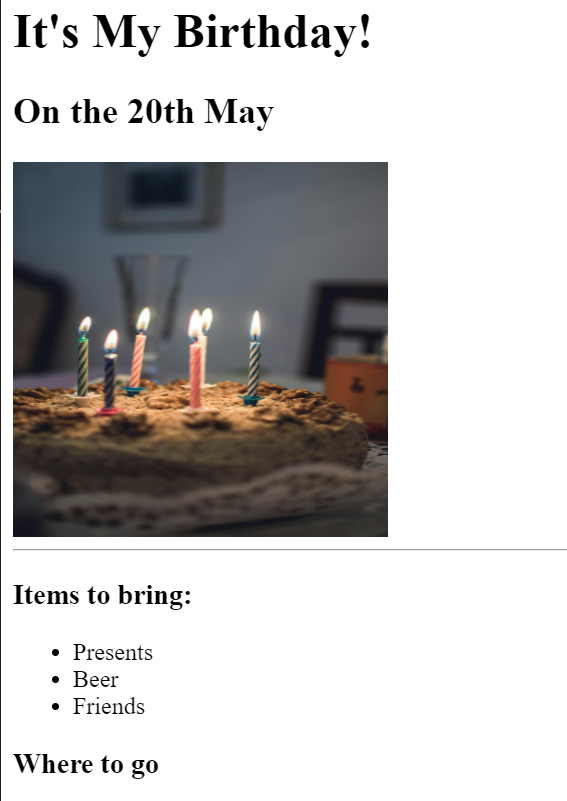 It's My Birthday!
On the 20th May
Items to bring:
Presents
Beer
Friends
Where to go